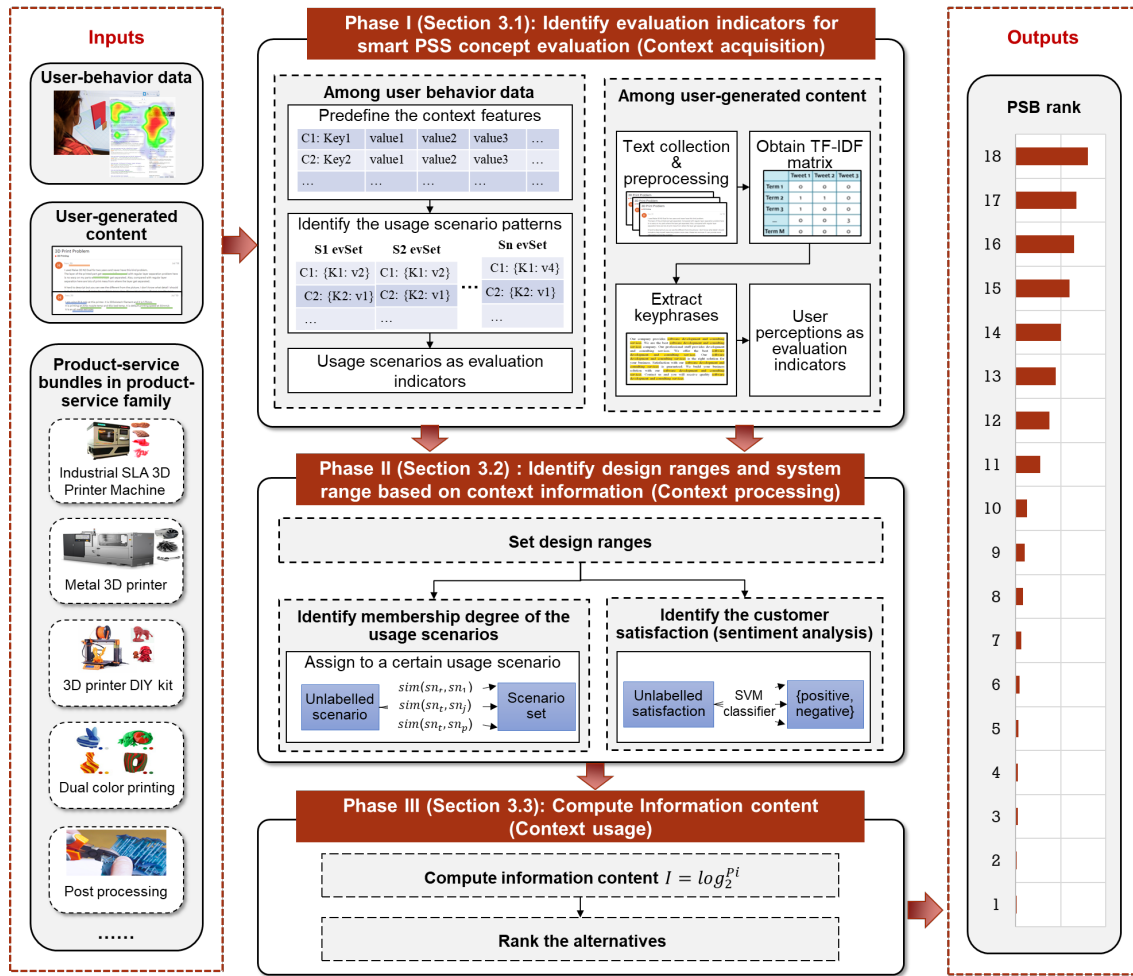 Inputs
User-behavior data
User-generated
content
3D Print Problem
Product-service
bundles in product-
service family
Industrial SLA 3D
Printer Machine
Metal 3D printer
3D printer DIY kit
Dual color printing
Post processing
……
Phase I (Section 3.1): Identify evaluation indicators for
smart PSS concept evaluation (Context acquisition)
Among user behavior data
Predefine the context features
C1: Key1 value1 value2 value3 …
C2: Key2 value1 value2 value3 …
… … … … …
Identify the usage scenario patterns
S1 evSet S2 evSet Sn evSet
C1: {K1: v2} C1: {K1: v2} C1: {K1: v4}
C2: {K2: v1} C2: {K2: v1} … C2: {K2: v1}
… … …
Usage scenarios as evaluation
indicators
Among user-generated content
Text collection
&
preprocessing
3D Print Problem
Obtain TF-IDF
matrix
Tweet 1 Tweet 2 Tweet 3
Term 1 0 0 0
Term 2 1 1 0
Term 3 1 0 0
... 0 0 3
Term M 0 0 0
Extract
keyphrases
User
perceptions as
evaluation
indicators
Phase II (Section 3.2) : Identify design ranges and system
range based on context information (Context processing)
Set design ranges
Identify membership degree of the
usage scenarios
Assign to a certain usage scenario
Unlabelled
scenario
sim(sn_r, sn_1)
sim(sn_t, sn_j)
sim(sn_t, sn_p)
Scenario
set
Identify the customer
satisfaction (sentiment analysis)
Unlabelled
satisfaction
SVM
classifier
{positive,
negative}
Phase III (Section 3.3): Compute Information content
(Context usage)
Compute information content I = log_2^{Pi}
Rank the alternatives
Outputs
PSB rank
18
17
16
15
14
13
12
11
10
9
8
7
6
5
4
3
2
1